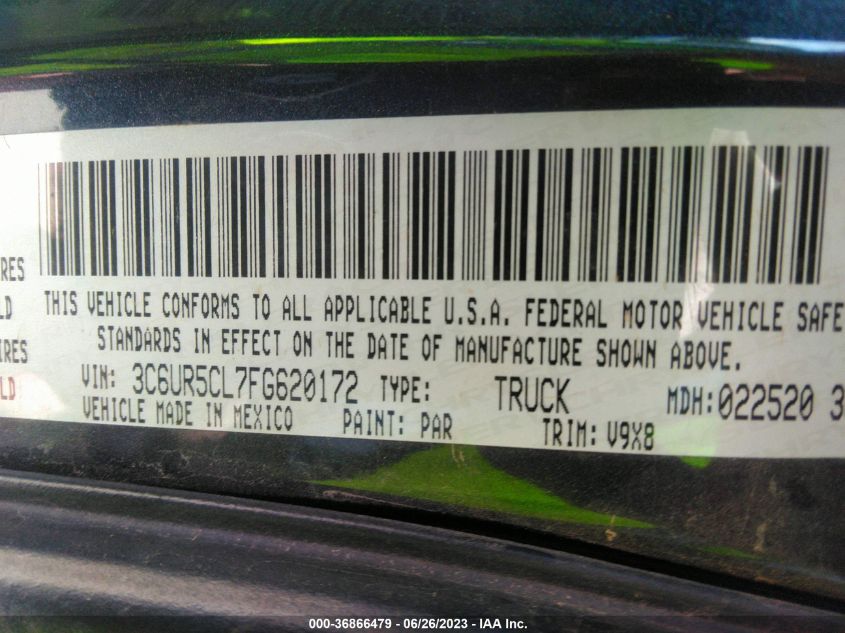 RES
LD
IRES
LD
THIS VEHICLE CONFORMS TO ALL APPLICABLE U.S.A. FEDERAL MOTOR VEHICLE SAFE
STANDARDS IN EFFECT ON THE DATE OF MANUFACTURE SHOWN ABOVE.
VIN: 3C6UR5CL7FG620172 TYPE: TRUCK MDH:022520 3
VEHICLE MADE IN MEXICO PAINT: PAR TRIM: V9X8
000-36866479 | 06/26/2023 - © IAA Inc.